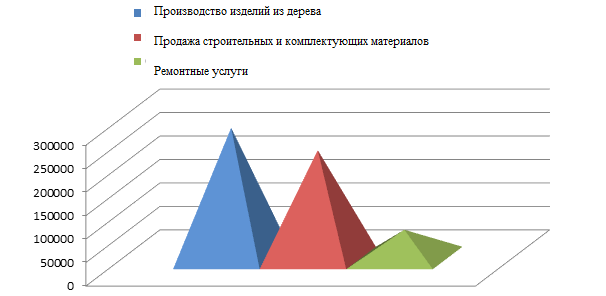 Производство изделий из дерева
Продажа строительных и комплектующих материалов
Ремонтные услуги
300000
250000
200000
150000
100000
50000
0